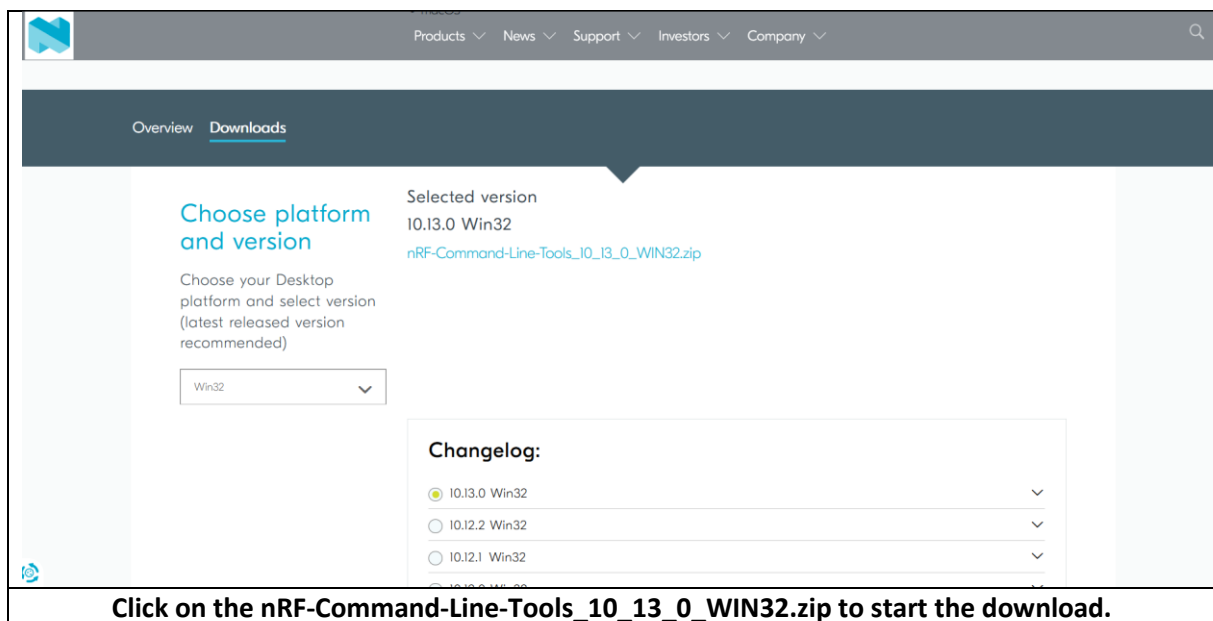 macOS
Products News Support Investors Company
Overview Downloads
Selected version
Choose platform
and version
10.13.0 Win32
nRF-Command-Line-Tools_10_13_0_WIN32.zip
Choose your Desktop
platform and select version
(latest released version
recommended)
Win32
Changelog:
10.13.0 Win32
10.12.2 Win32
10.12.1 Win32
Click on the nRF-Command-Line-Tools_10_13_0_WIN32.zip to start the download.